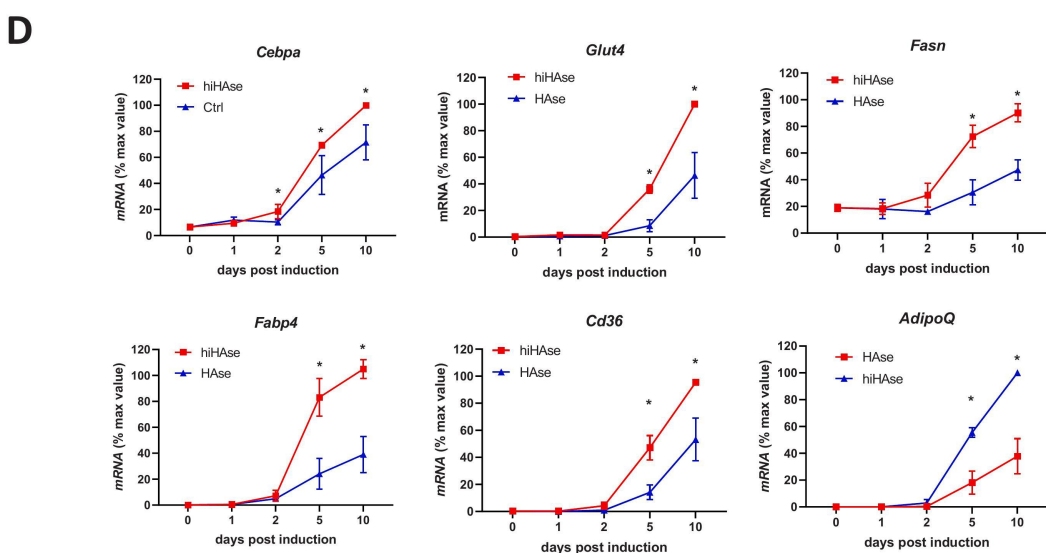 D
Cebpa
120
100
80
60
40
20
0
mRNA (% max value)
hiHAse
Ctrl
*
*
*
0 1 2 5 10
days post induction
Glut4
120
100
80
60
40
20
0
mRNA (% max value)
hiHAse
HAse
*
*
0 1 2 5 10
days post induction
Fasn
120
100
80
60
40
20
0
mRNA (% max value)
hiHAse
HAse
*
*
0 1 2 5 10
days post induction
Fabp4
120
100
80
60
40
20
0
mRNA (% max value)
hiHAse
HAse
*
*
0 1 2 5 10
days post induction
Cd36
120
100
80
60
40
20
0
mRNA (% max value)
hiHAse
HAse
*
*
0 1 2 5 10
days post induction
AdipoQ
120
100
80
60
40
20
0
mRNA (% max value)
HAse
hiHAse
*
*
0 1 2 5 10
days post induction